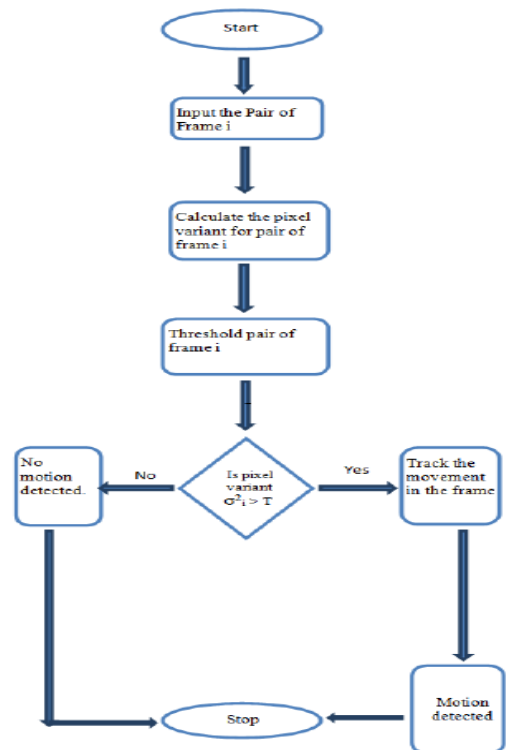 Start
Input the Pair of
Frame i
Calculate the pixel
variant for pair of
frame i
Threshold pair of
frame i
Is pixel
variant
σ²i > T
No
Yes
No
motion
detected.
Track the
movement
in the frame
Motion
detected
Stop